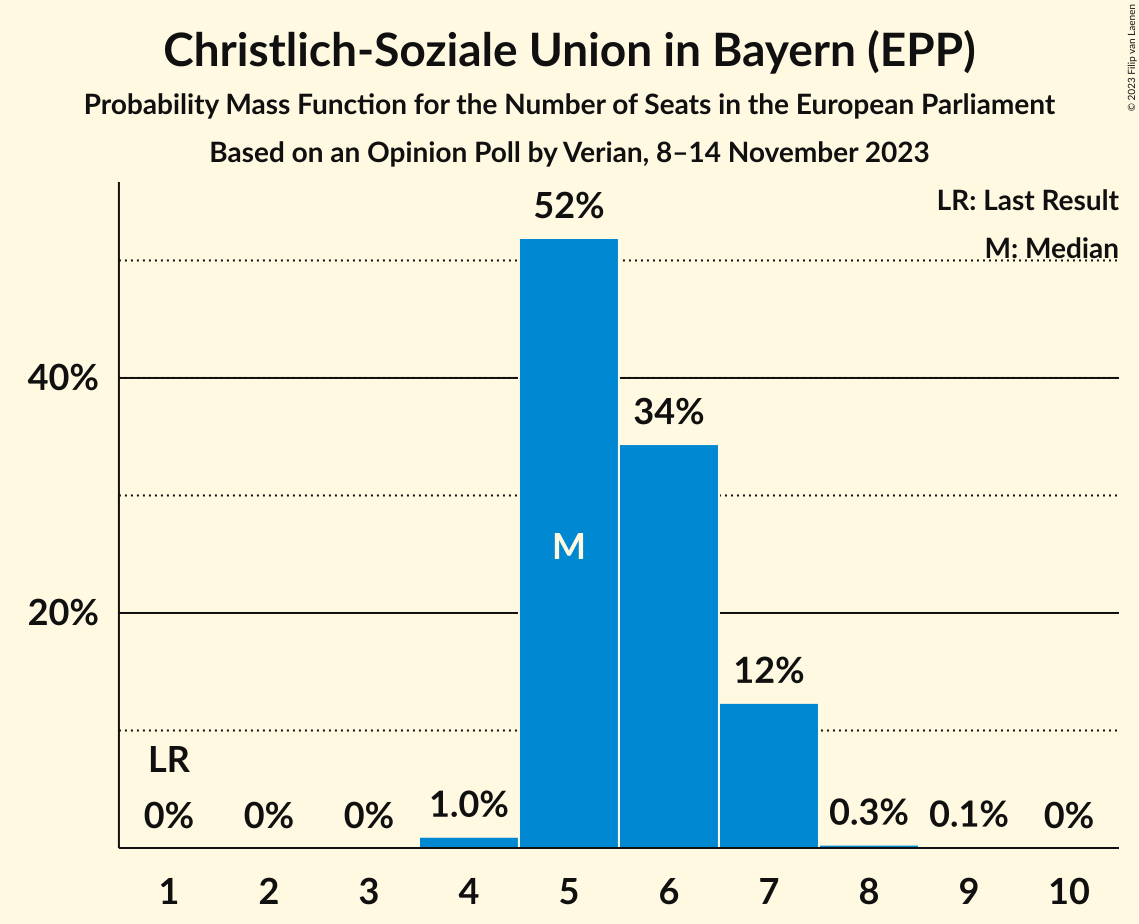 Christlich-Soziale Union in Bayern (EPP)
Probability Mass Function for the Number of Seats in the European Parliament
Based on an Opinion Poll by Verian, 8–14 November 2023
© 2023 Filip van Laenen
LR: Last Result
M: Median
52%
40%
34%
M
20%
12%
LR
0% 0% 0% 1.0% 0.3% 0.1% 0%
1 2 3 4 5 6 7 8 9 10